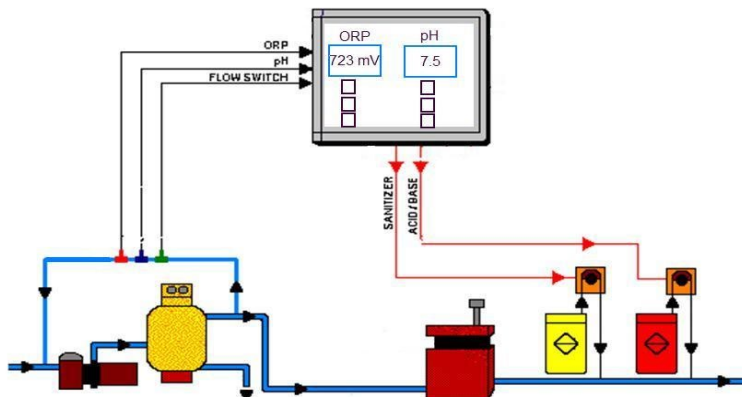 ORP pH
723 mV 7.5
ORP
pH
FLOW SWITCH
SANITIZER
ACID/BASE